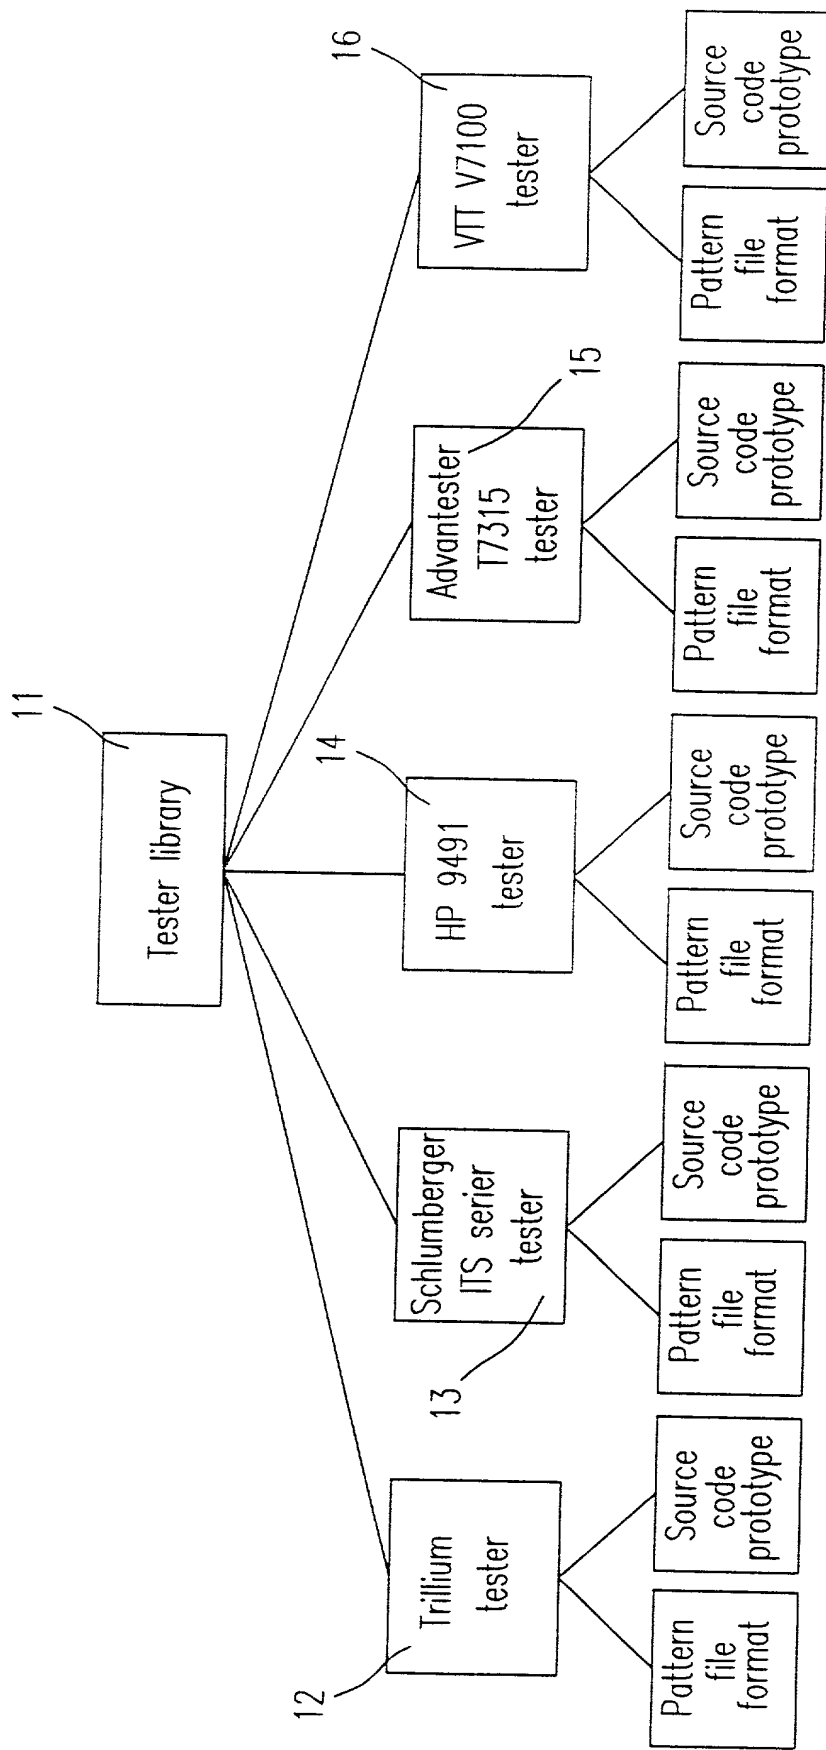 11
Tester library
12
Trillium
tester
13
Schlumberger
ITS serier
tester
14
HP 9491
tester
15
Advantester
T7315
tester
16
VTT V7100
tester
Pattern
file
format
Source
code
prototype
Pattern
file
format
Source
code
prototype
Pattern
file
format
Source
code
prototype
Pattern
file
format
Source
code
prototype
Pattern
file
format
Source
code
prototype